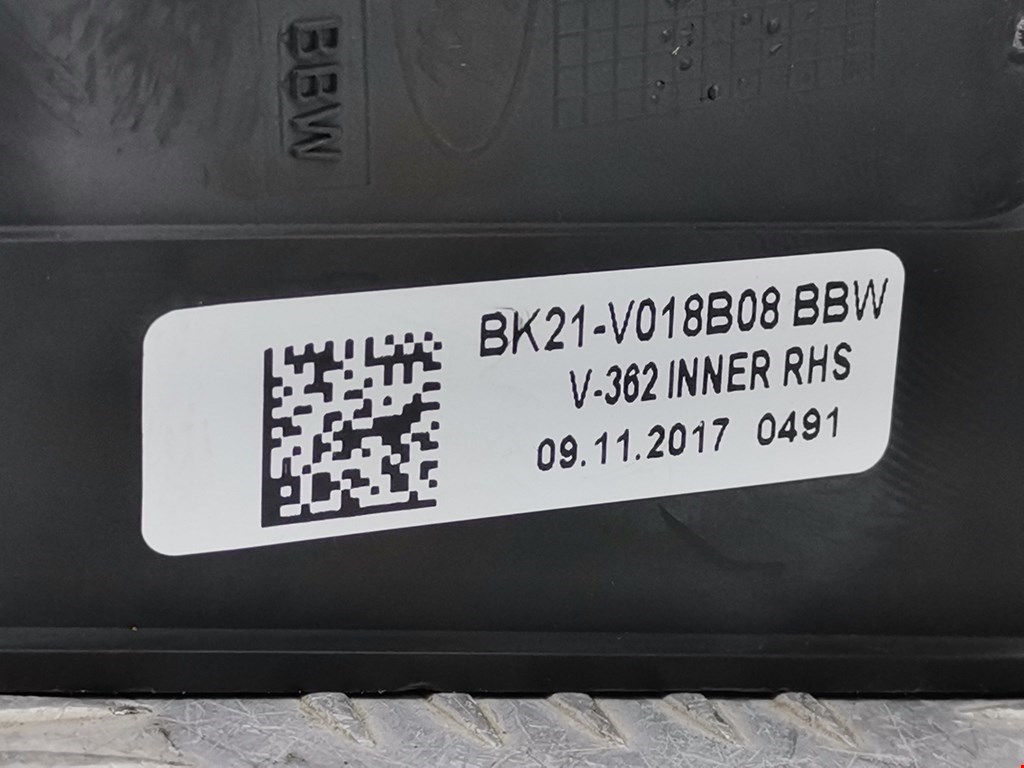 BBW
BK21-V018B08 BBW
V-362 INNER RHS
09.11.2017 0491